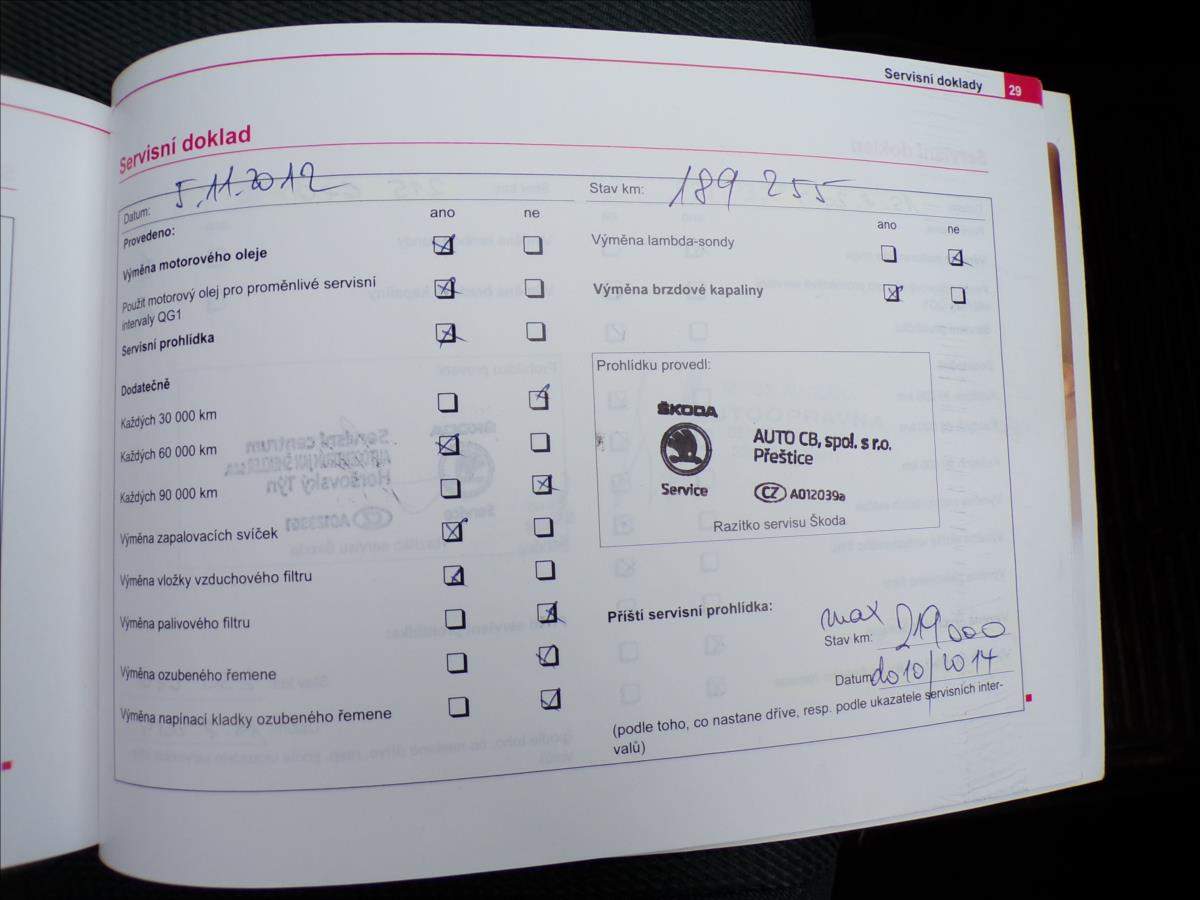 Servisní doklady 29
Servisní doklad
Datum: 5.11.2012
Stav km: 189 255
Provedeno:
ano ne
Výměna motorového oleje
Použit motorový olej pro proměnlivé servisní
intervaly QG1
Servisní prohlídka
Dodatečně
Každých 30 000 km
Každých 60 000 km
Každých 90 000 km
Výměna zapalovacích svíček
Výměna vložky vzduchového filtru
Výměna palivového filtru
Výměna ozubeného řemene
Výměna napínací kladky ozubeného řemene
ano ne
Výměna lambda-sondy
Výměna brzdové kapaliny
Prohlídku provedl:
ŠKODA
Service
AUTO CB, spol. s r.o.
Přeštice
CZ A012039a
Razítko servisu Škoda
Příští servisní prohlídka:
max
Stav km: 219 000
Datum do 10/2014
(podle toho, co nastane dříve, resp. podle ukazatele servisních inter-
valů)